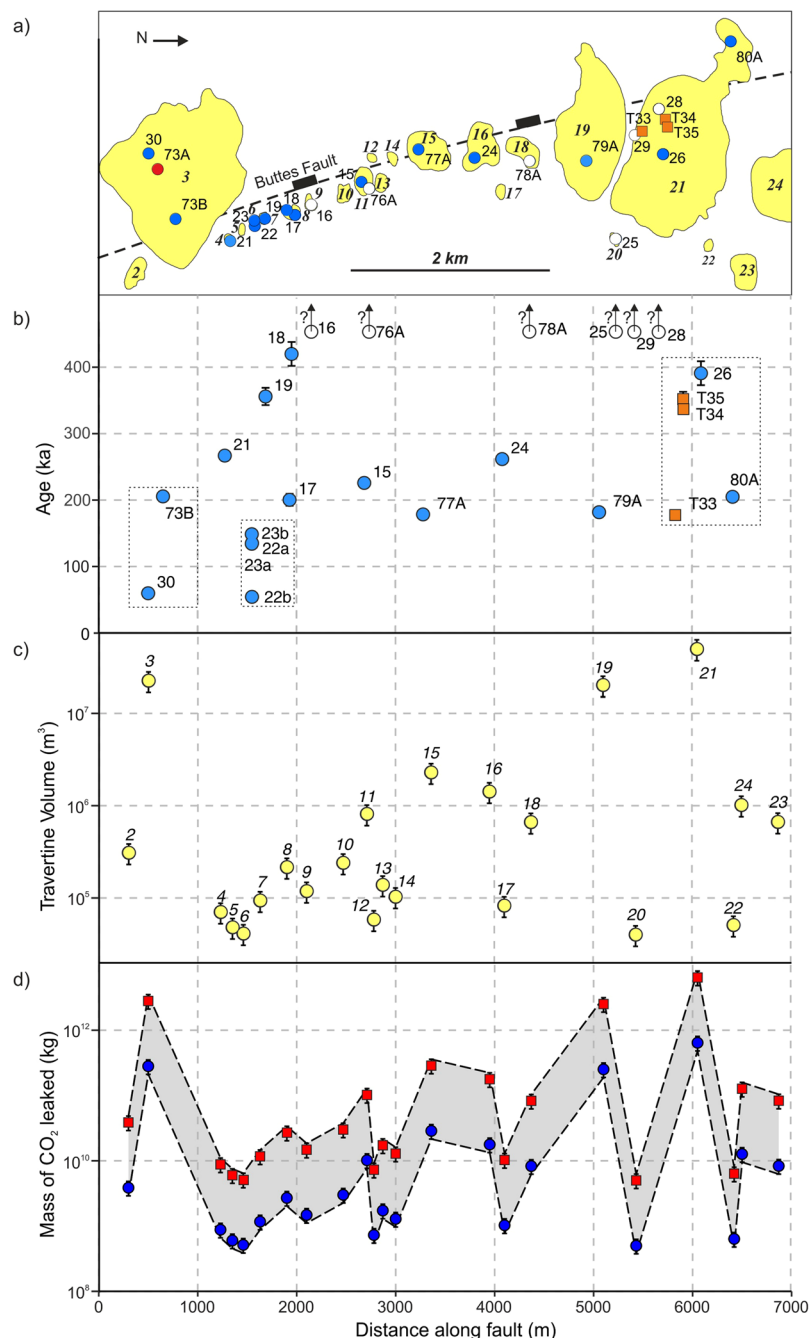 a)
N
80A
28
T33
T34
T35
29
30
73A
3
12
14
15
77A
16
24
18
78A
19
79A
26
21
24
Buttes Fault
15
13
10
11
76A
17
73B
6
19
18
9
23
7
8
16
5
4
21
22
17
2
20
25
22
23
2 km
b)
?
16
?
76A
?
78A
?
25
?
29
?
28
18
400
26
19
T35
T34
300
21
24
15
Age (ka)
200
73B
17
77A
79A
T33
80A
23b
22a
100
23a
30
22b
0
c)
3
19
21
10⁷
15
16
24
23
Travertine Volume (m³)
10⁶
11
18
2
8
10
13
10⁵
4
5
6
7
9
12
14
17
20
22
d)
Mass of CO₂ leaked (kg)
10¹²
10¹⁰
10⁸
0 1000 2000 3000 4000 5000 6000 7000
Distance along fault (m)